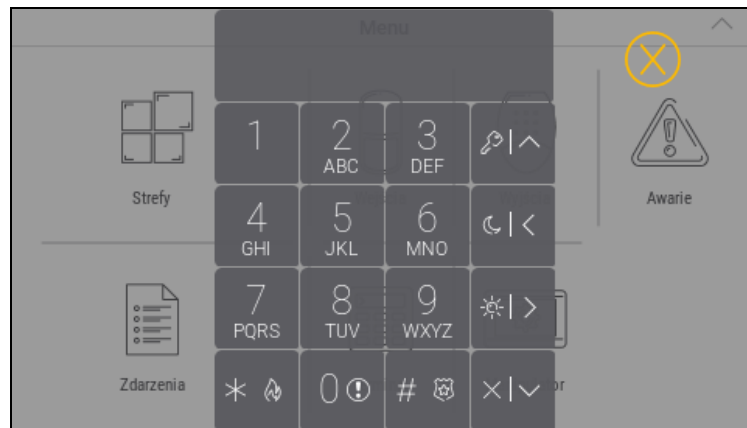 Menu
1
2
ABC
3
DEF
Strefy
Awarie
4
GHI
5
JKL
6
MNO
7
PQRS
8
TUV
9
WXYZ
Zdarzenia
*
0
#